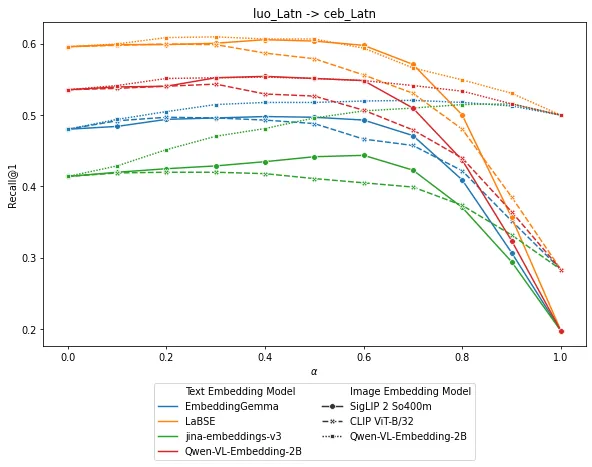 luo_Latn -> ceb_Latn
Recall@1
0.6
0.5
0.4
0.3
0.2
0.0
0.2
0.4
0.6
0.8
1.0
α
Text Embedding Model
EmbeddingGemma
LaBSE
jina-embeddings-v3
Qwen-VL-Embedding-2B
Image Embedding Model
SigLIP 2 So400m
CLIP ViT-B/32
Qwen-VL-Embedding-2B